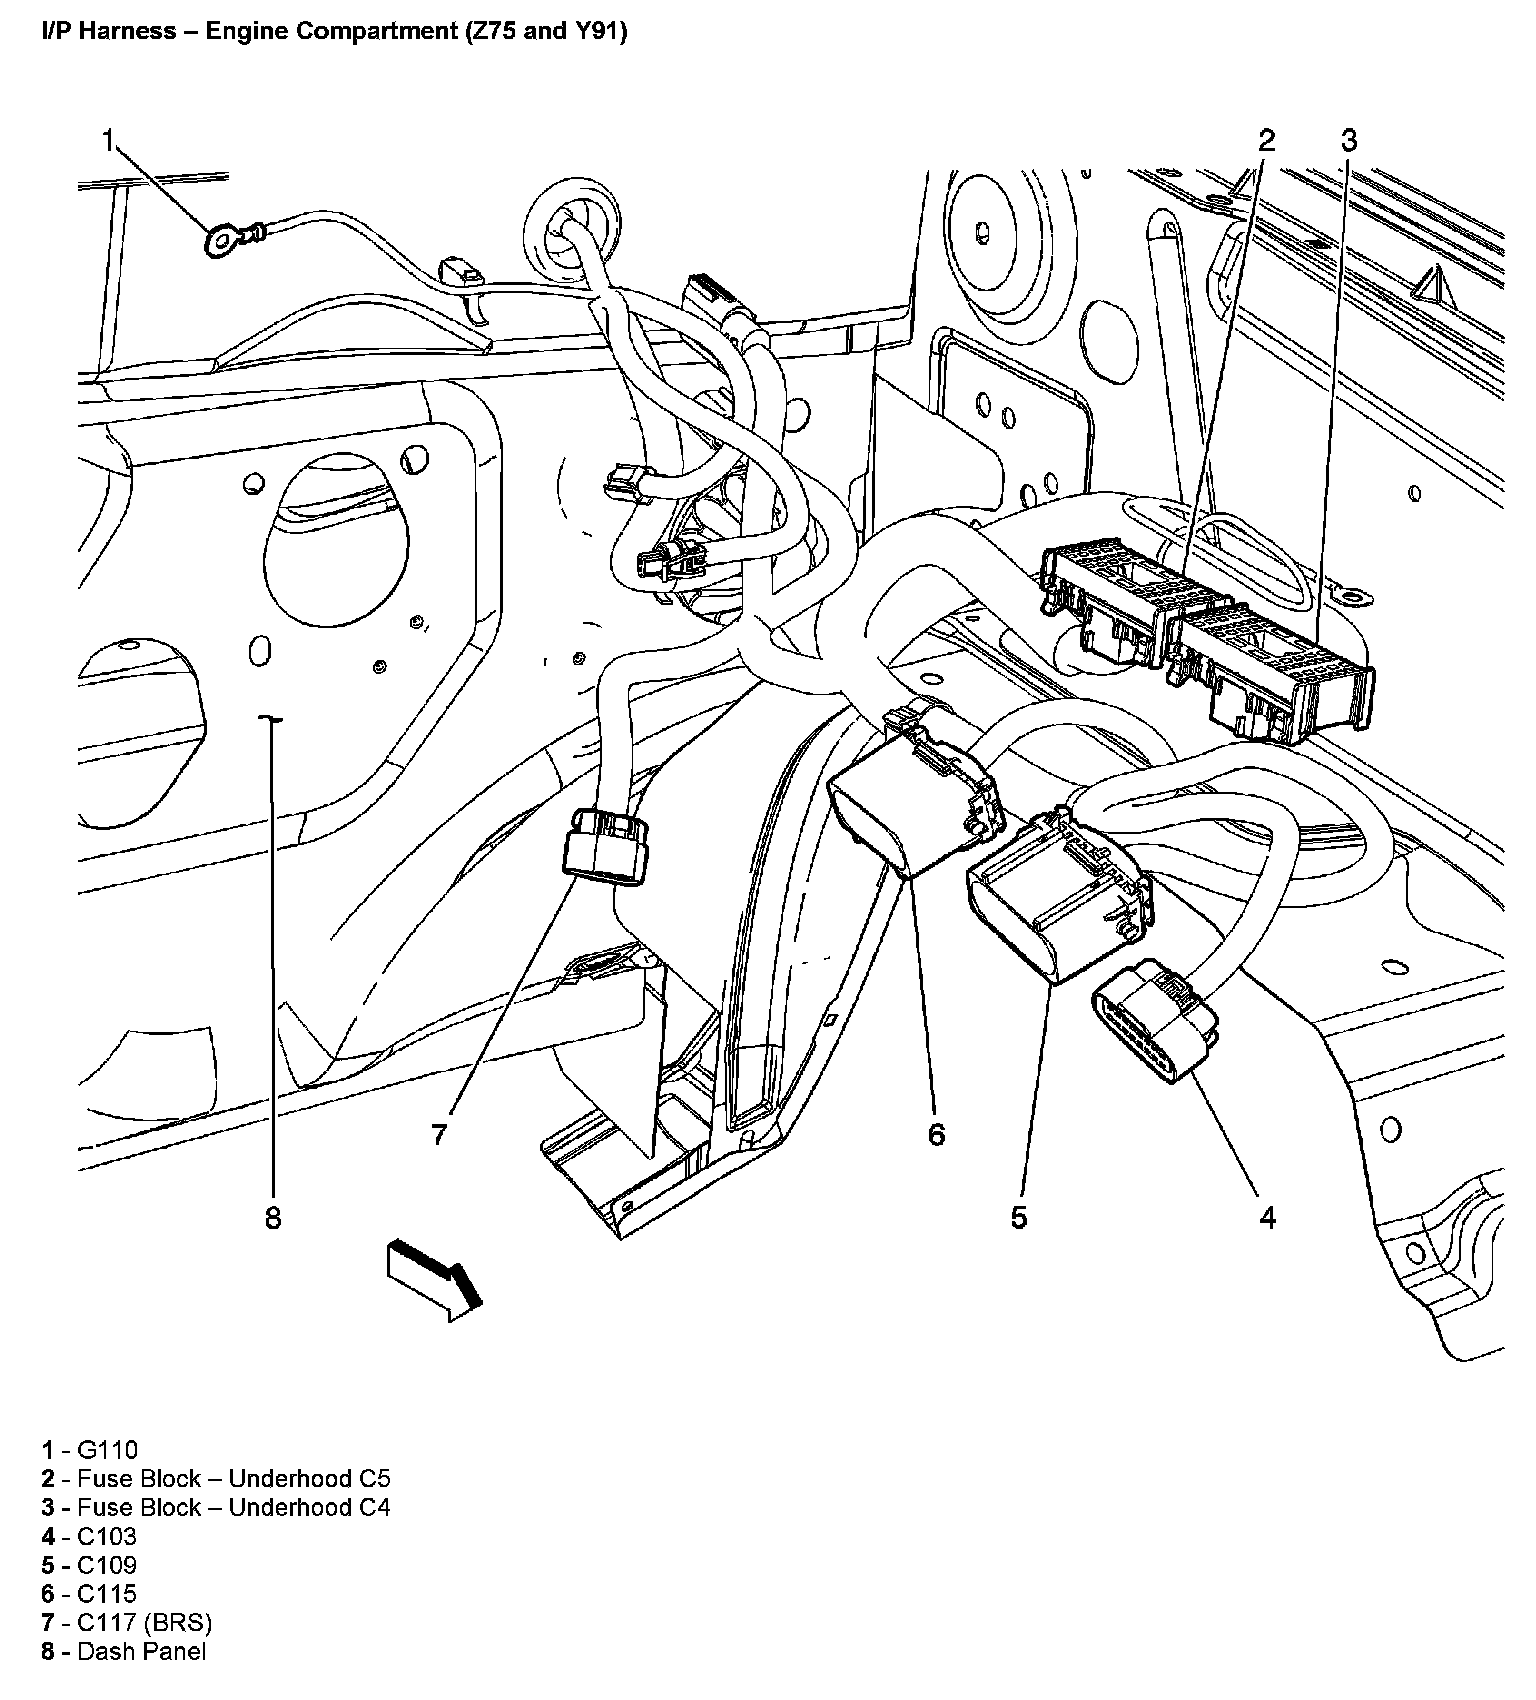 I/P Harness – Engine Compartment (Z75 and Y91)
1
2
3
7
6
8
5
4
1 - G110
2 - Fuse Block – Underhood C5
3 - Fuse Block – Underhood C4
4 - C103
5 - C109
6 - C115
7 - C117 (BRS)
8 - Dash Panel